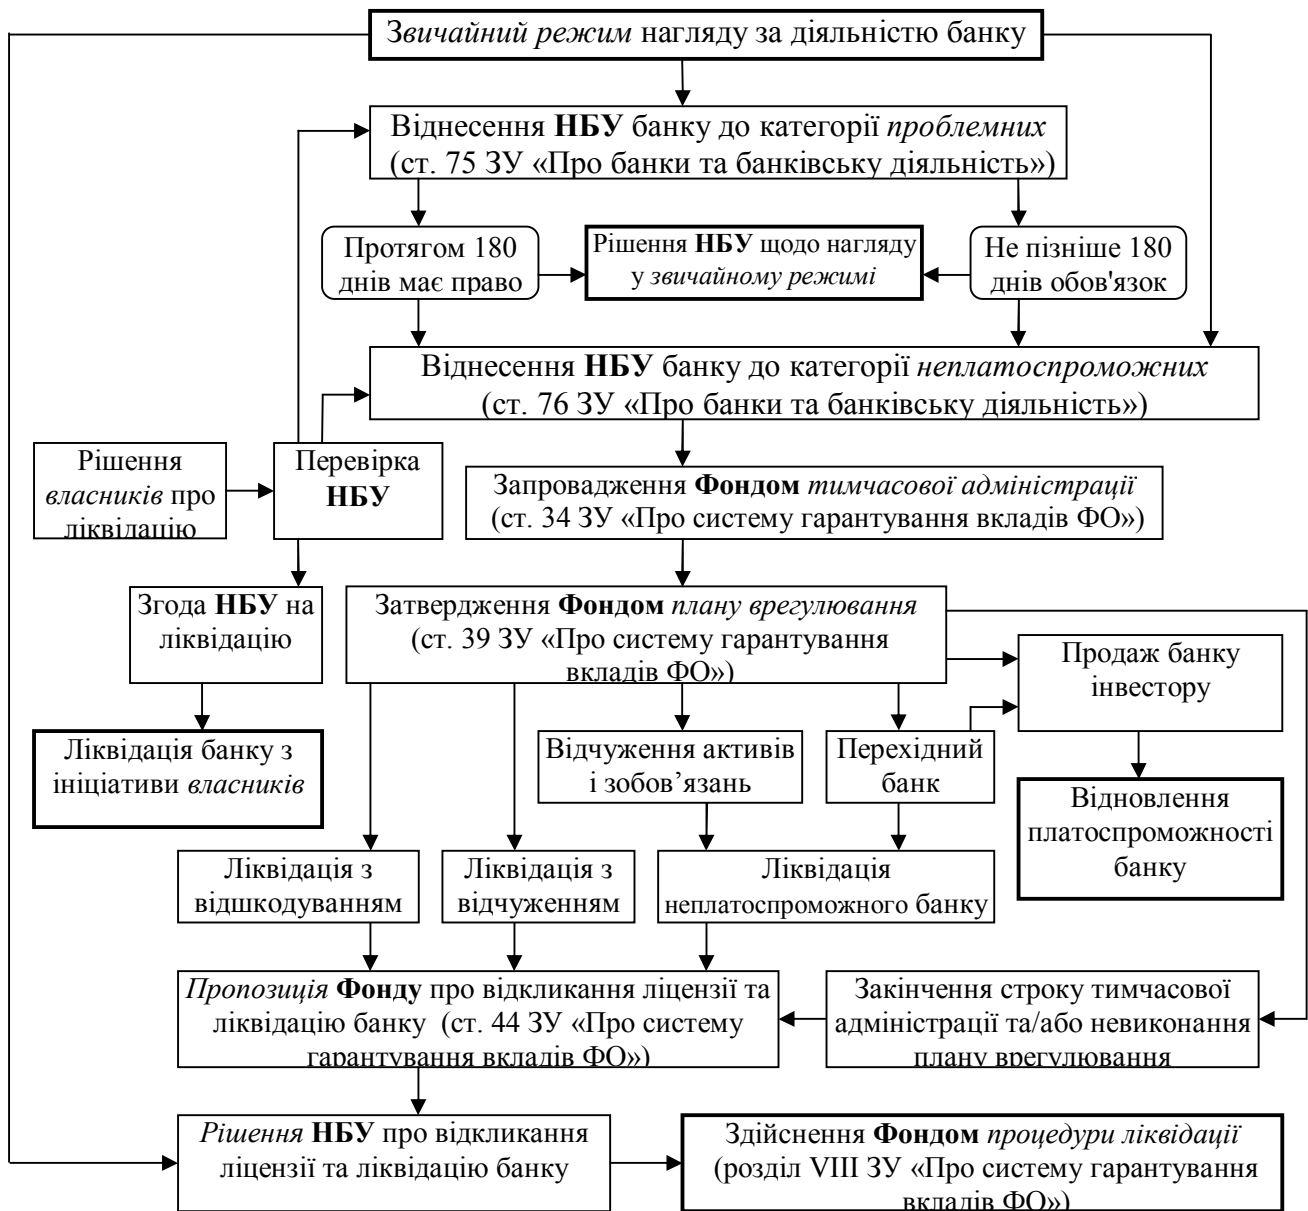 Звичайний режим нагляду за діяльністю банку
Віднесення НБУ банку до категорії проблемних
(ст. 75 ЗУ «Про банки та банківську діяльність»)
Протягом 180
днів має право
Рішення НБУ щодо нагляду
у звичайному режимі
Не пізніше 180
днів обов'язок
Віднесення НБУ банку до категорії неплатоспроможних
(ст. 76 ЗУ «Про банки та банківську діяльність»)
Рішення
власників про
ліквідацію
Перевірка
НБУ
Запровадження Фондом тимчасової адміністрації
(ст. 34 ЗУ «Про систему гарантування вкладів ФО»)
Згода НБУ на
ліквідацію
Затвердження Фондом плану врегулювання
(ст. 39 ЗУ «Про систему гарантування
вкладів ФО»)
Продаж банку
інвестору
Ліквідація банку з
ініціативи власників
Відчуження активів
і зобов’язань
Перехідний
банк
Відновлення
платоспроможності
банку
Ліквідація з
відшкодуванням
Ліквідація з
відчуженням
Ліквідація
неплатоспроможного банку
Пропозиція Фонду про відкликання ліцензії та
ліквідацію банку (ст. 44 ЗУ «Про систему
гарантування вкладів ФО»)
Закінчення строку тимчасової
адміністрації та/або невиконання
плану врегулювання
Рішення НБУ про відкликання
ліцензії та ліквідацію банку
Здійснення Фондом процедури ліквідації
(розділ VIII ЗУ «Про систему гарантування
вкладів ФО»)